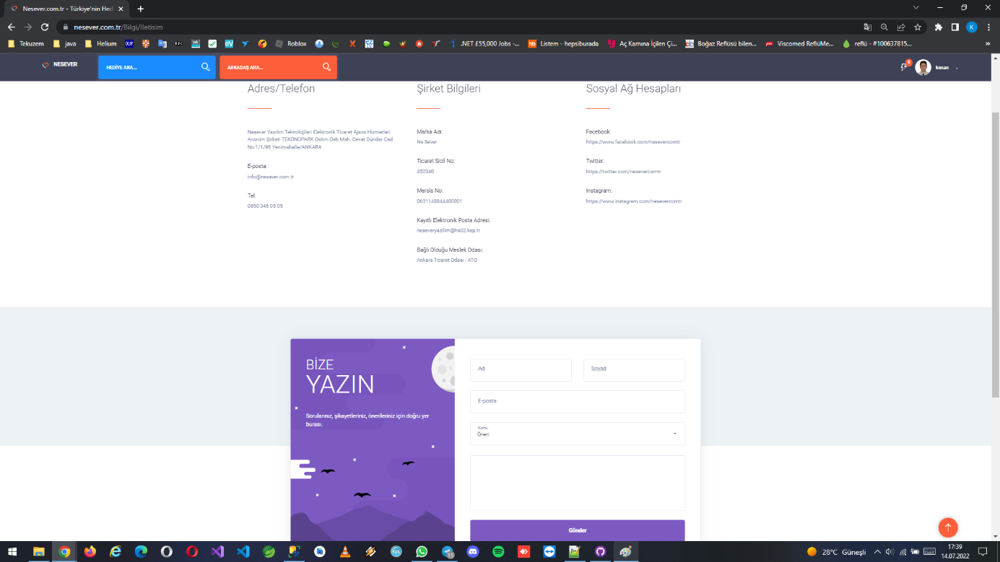 Nesever.com.tr - Türkiye'nin Hedi
nesever.com.tr/Bilgi/Iletisim
K
Tekuzem
java
Helium
Roblox
.NET £55,000 Jobs -...
hb
Listem - hepsiburada
Aç Karnına İçilen Çi...
Boğaz Reflüsü bilen...
Viscomed RefluMe...
reflü - #100637815...
NESEVER
HEDİYE ARA...
ARKADAŞ ARA...
kenan
Adres/Telefon
Nesever Yazılım Teknolojileri Elektronik Ticaret Ajans Hizmetleri
Anonim Şirketi TEKONOPARK Ostim Osb Mah. Cevat Dündar Cad.
No:1/1/98 Yenimahalle/ANKARA
E-posta:
info@nesever.com.tr
Tel:
0850 346 05 05
Şirket Bilgileri
Marka Adı:
Ne Sever
Ticaret Sicil No:
452340
Mersis No:
0631148844400001
Kayıtlı Elektronik Posta Adresi:
neseveryazilim@hs02.kep.tr
Bağlı Olduğu Meslek Odası:
Ankara Ticaret Odası - ATO
Sosyal Ağ Hesapları
Facebook:
https://www.facebook.com/nesevercomtr
Twitter:
https://twitter.com/nesevercomtr
Instagram:
https://www.instagram.com/nesevercomtr
BİZE
YAZIN
Sorularınız, şikayetleriniz, önerileriniz için doğru yer
burası.
Ad
Soyad
E-posta
Konu
Öneri
Gönder
15
28°C Güneşli
17:39
14.07.2022